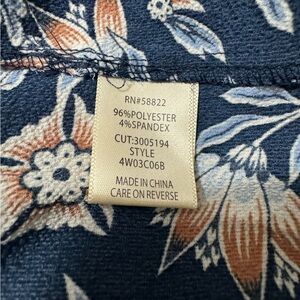 RN#58822
96%POLYESTER
4%SPANDEX
CUT:3005194
STYLE
4W03C06B
MADE IN CHINA
CARE ON REVERSE